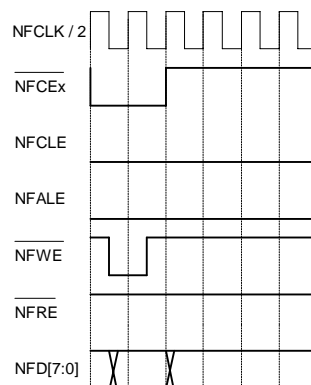 NFCLK / 2
NFCEx
NFCLE
NFALE
NFWE
NFRE
NFD[7:0]